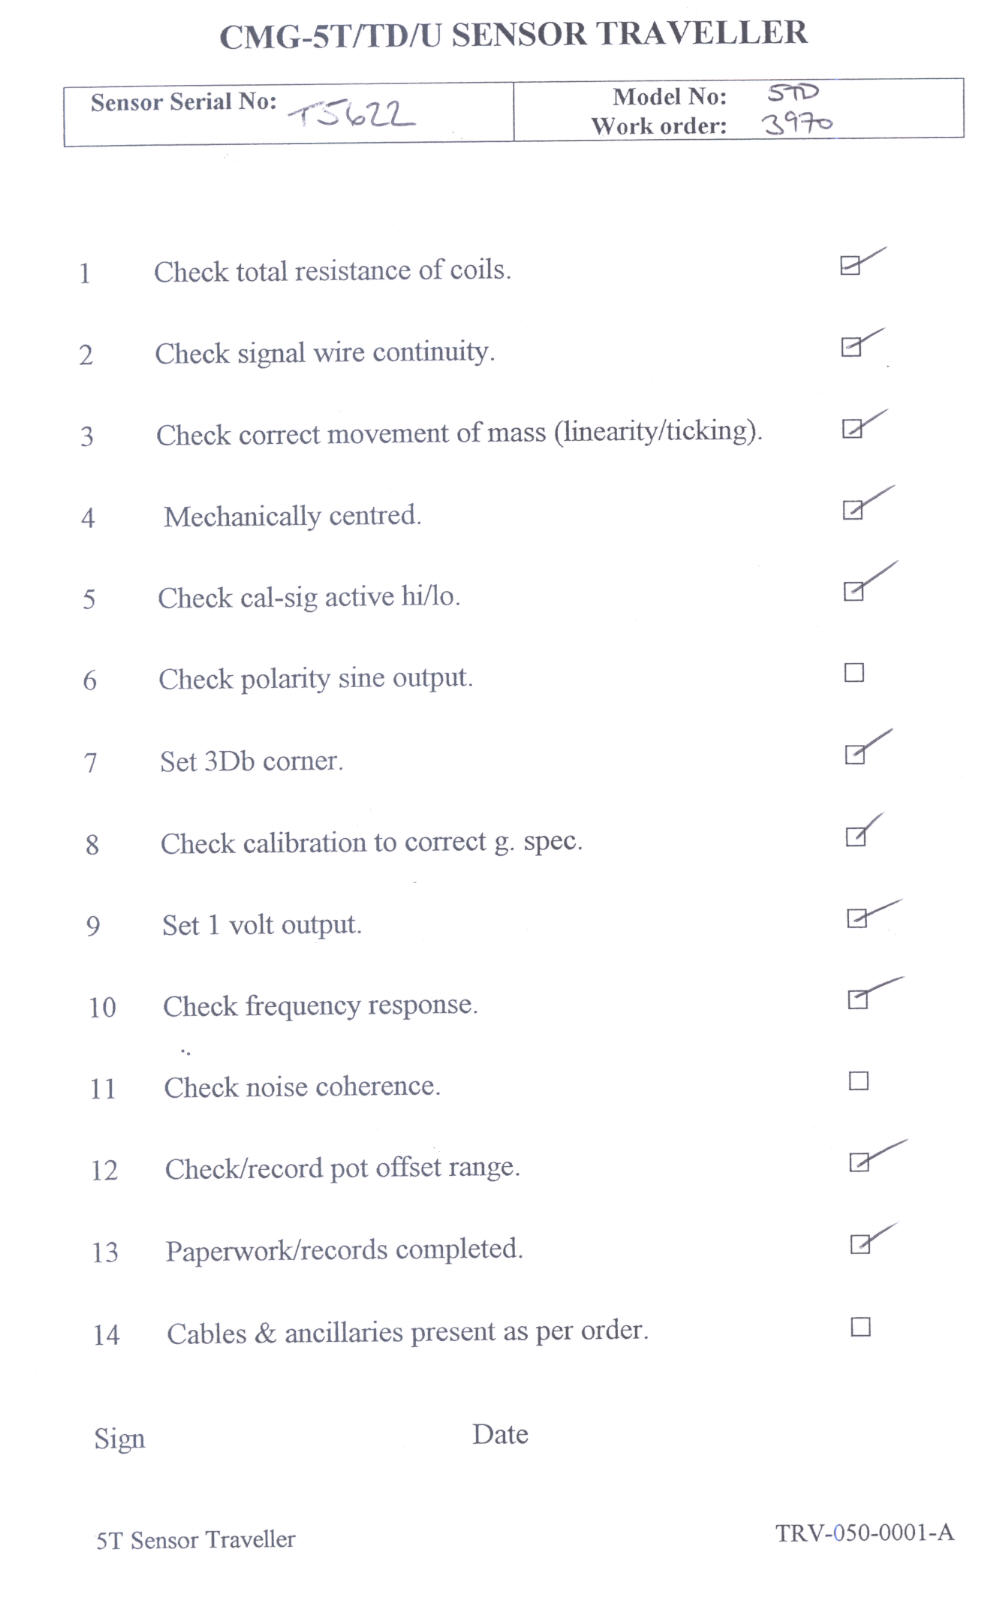 CMG-5T/TD/U SENSOR TRAVELLER
Sensor Serial No: T5622
Model No: 5TD
Work order: 3970
1 Check total resistance of coils.
2 Check signal wire continuity.
3 Check correct movement of mass (linearity/ticking).
4 Mechanically centred.
5 Check cal-sig active hi/lo.
6 Check polarity sine output.
7 Set 3Db corner.
8 Check calibration to correct g. spec.
9 Set 1 volt output.
10 Check frequency response.
11 Check noise coherence.
12 Check/record pot offset range.
13 Paperwork/records completed.
14 Cables & ancillaries present as per order.
Sign Date
5T Sensor Traveller TRV-050-0001-A